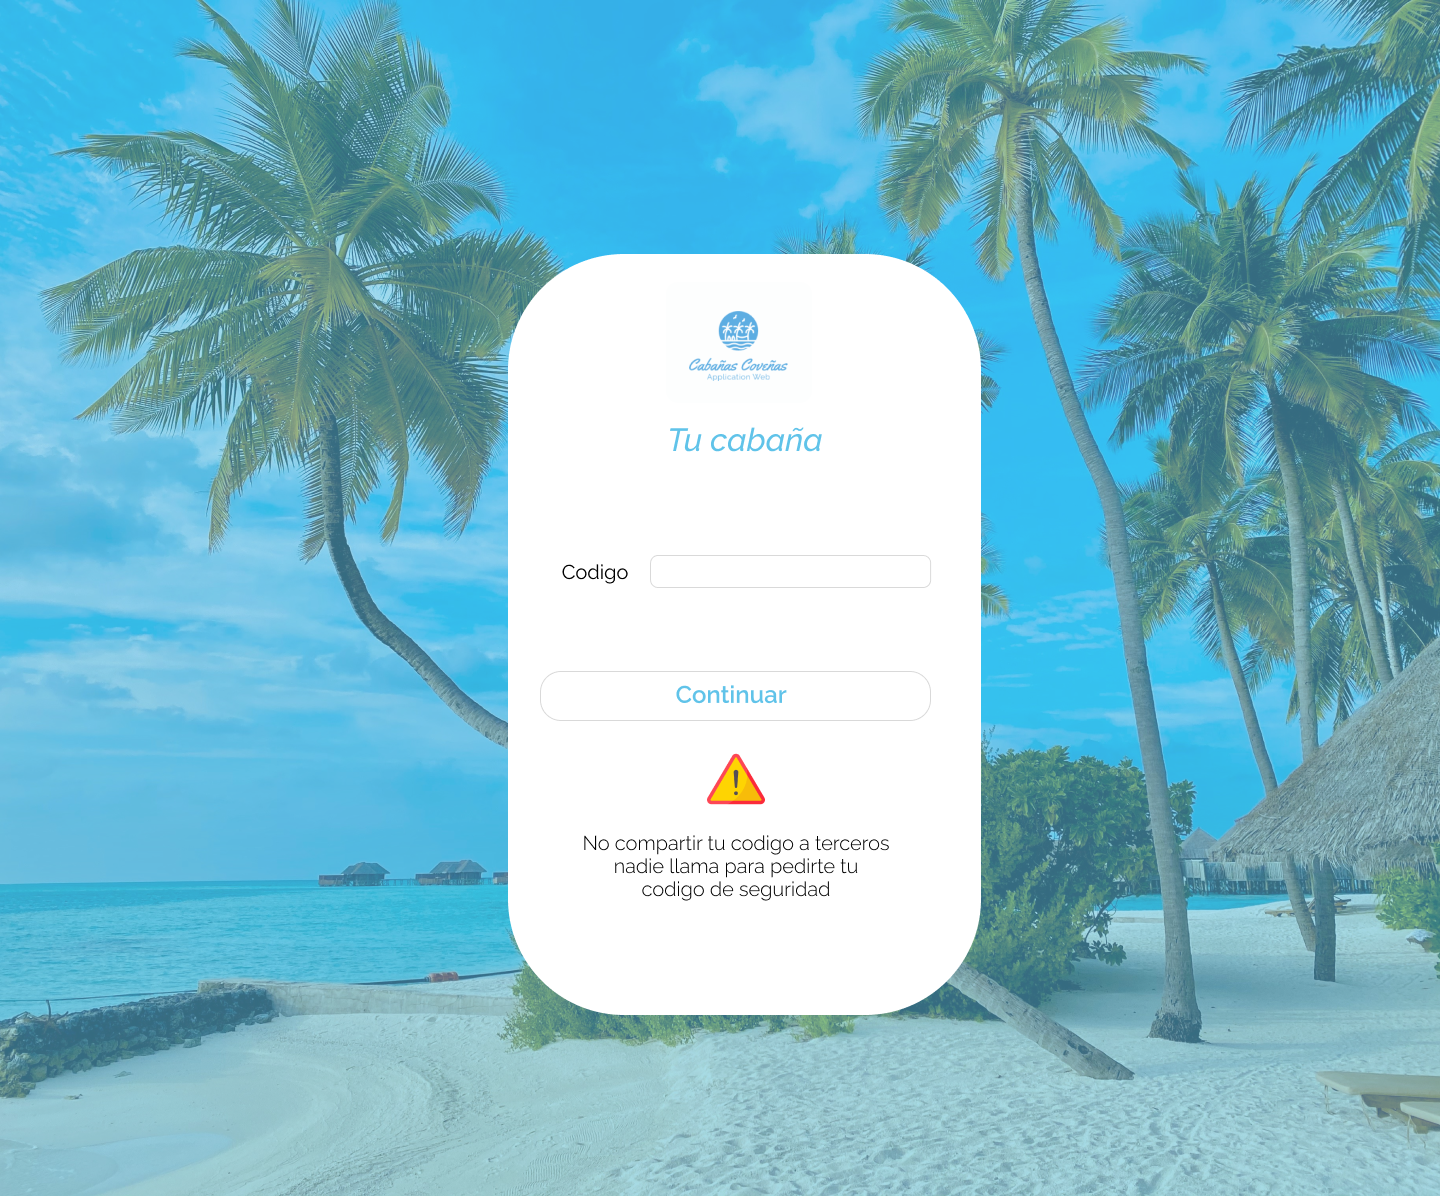 Cabañas Coveñas
Application Web
Tu cabaña
Codigo
Continuar
No compartir tu codigo a terceros
nadie llama para pedirte tu
codigo de seguridad